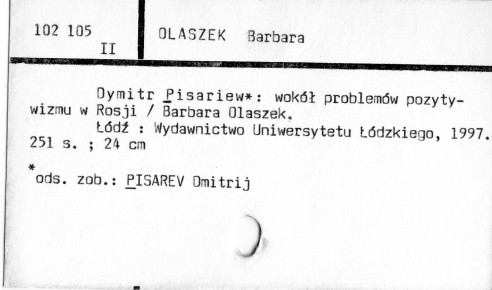 102 105
II
OLASZEK Barbara
Dymitr Pisariew*: wokół problemów pozyty-
wizmu w Rosji / Barbara Olaszek.
Łódź : Wydawnictwo Uniwersytetu Łódzkiego, 1997.
251 s. ; 24 cm
*
ods. zob.: PISAREV Dmitrij